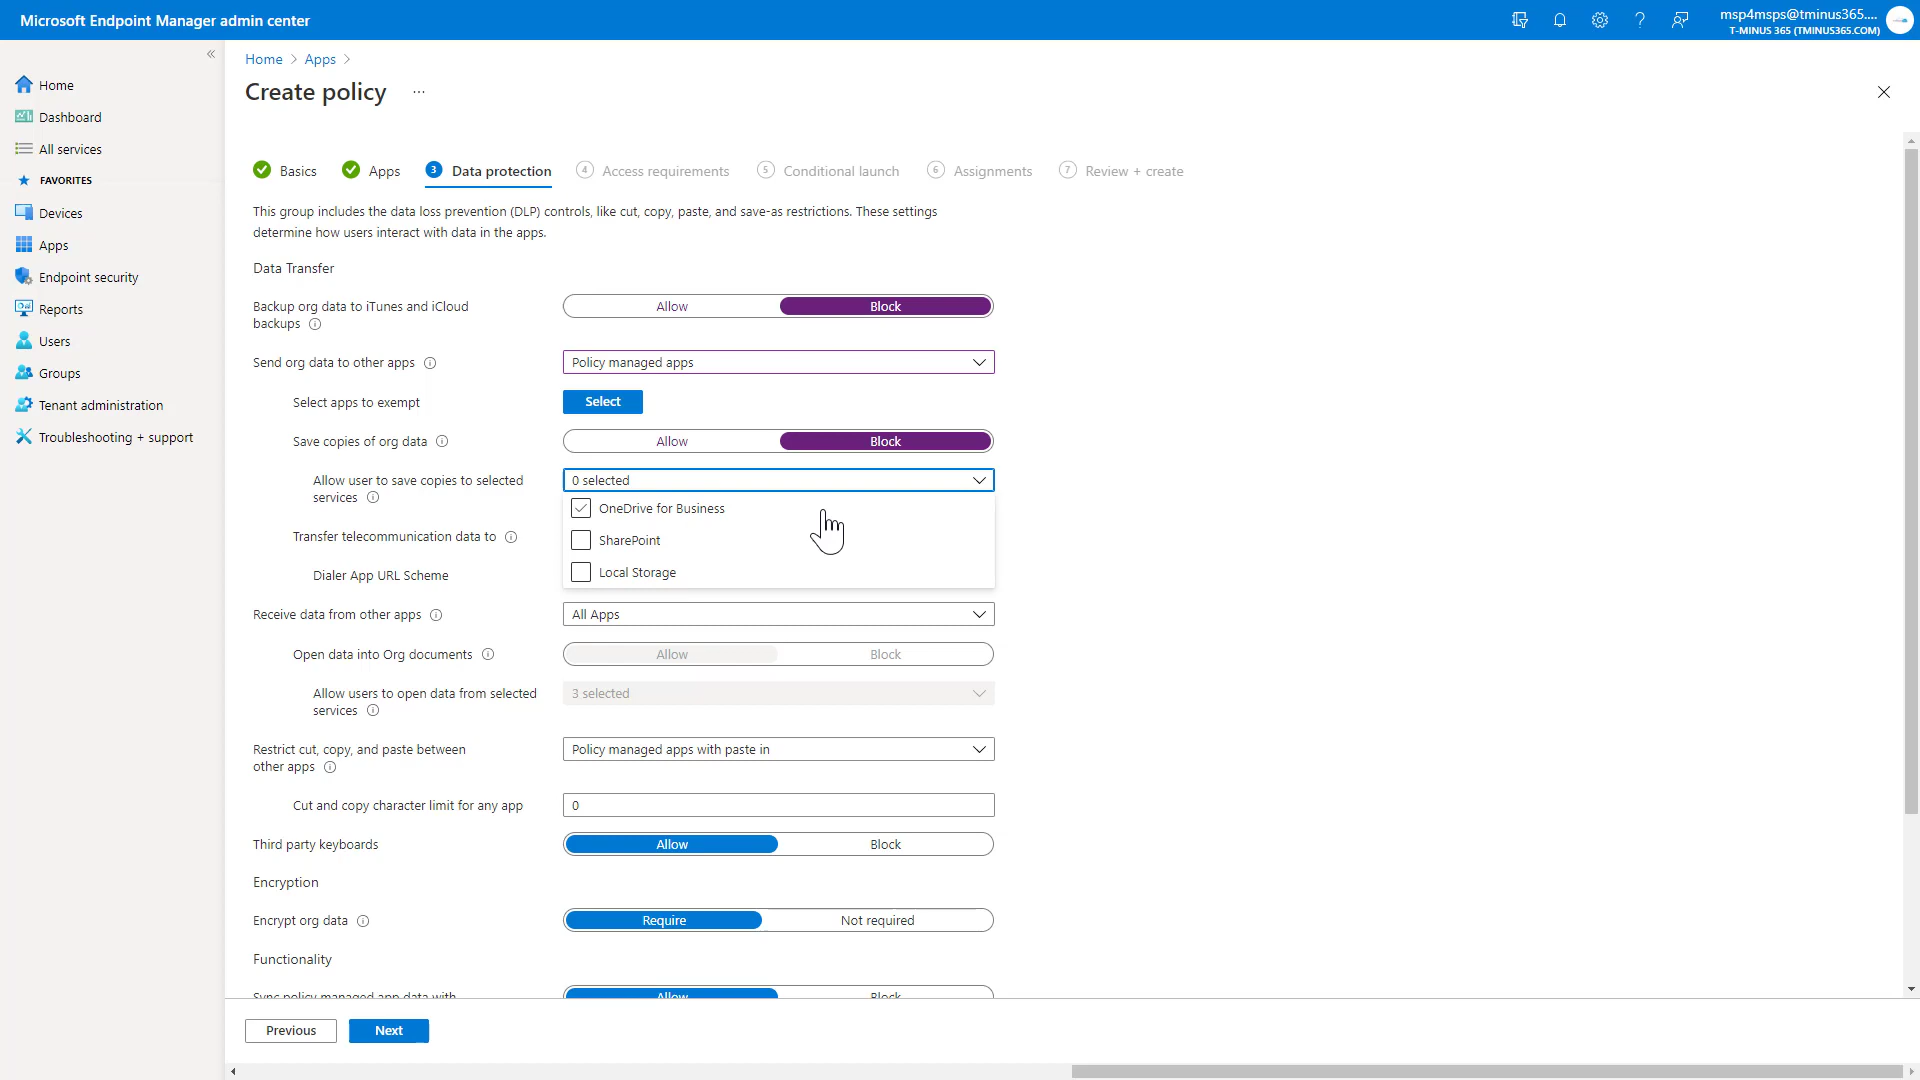 Microsoft Endpoint Manager admin center
msp4msps@tminus365....
T-MINUS 365 (TMINUS365.COM)
Home
Dashboard
All services
FAVORITES
Devices
Apps
Endpoint security
Reports
Users
Groups
Tenant administration
Troubleshooting + support
Home > Apps >
Create policy ...
Basics
Apps
3 Data protection
4 Access requirements
5 Conditional launch
6 Assignments
7 Review + create
This group includes the data loss prevention (DLP) controls, like cut, copy, paste, and save-as restrictions. These settings
determine how users interact with data in the apps.
Data Transfer
Backup org data to iTunes and iCloud
backups
Allow Block
Send org data to other apps
Policy managed apps
Select apps to exempt
Select
Save copies of org data
Allow Block
Allow user to save copies to selected
services
0 selected
OneDrive for Business
SharePoint
Local Storage
Transfer telecommunication data to
Dialer App URL Scheme
Receive data from other apps
All Apps
Open data into Org documents
Allow Block
Allow users to open data from selected
services
3 selected
Restrict cut, copy, and paste between
other apps
Policy managed apps with paste in
Cut and copy character limit for any app
0
Third party keyboards
Allow Block
Encryption
Encrypt org data
Require Not required
Functionality
Sync policy managed app data with
Allow Block
Previous Next